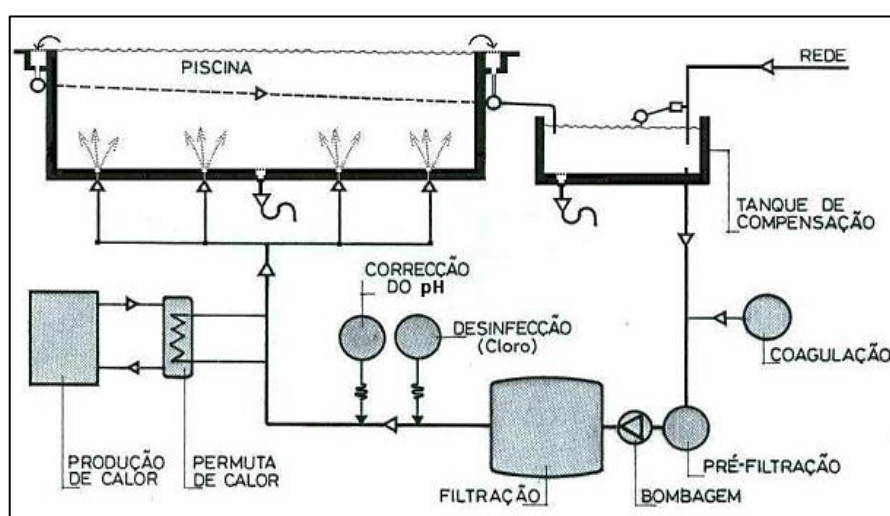 PISCINA
REDE
TANQUE DE
COMPENSAÇÃO
CORRECÇÃO
DO pH
DESINFECÇÃO
(Cloro)
COAGULAÇÃO
PRODUÇÃO
DE CALOR
PERMUTA
DE CALOR
FILTRAÇÃO
BOMBAGEM
PRÉ-FILTRAÇÃO